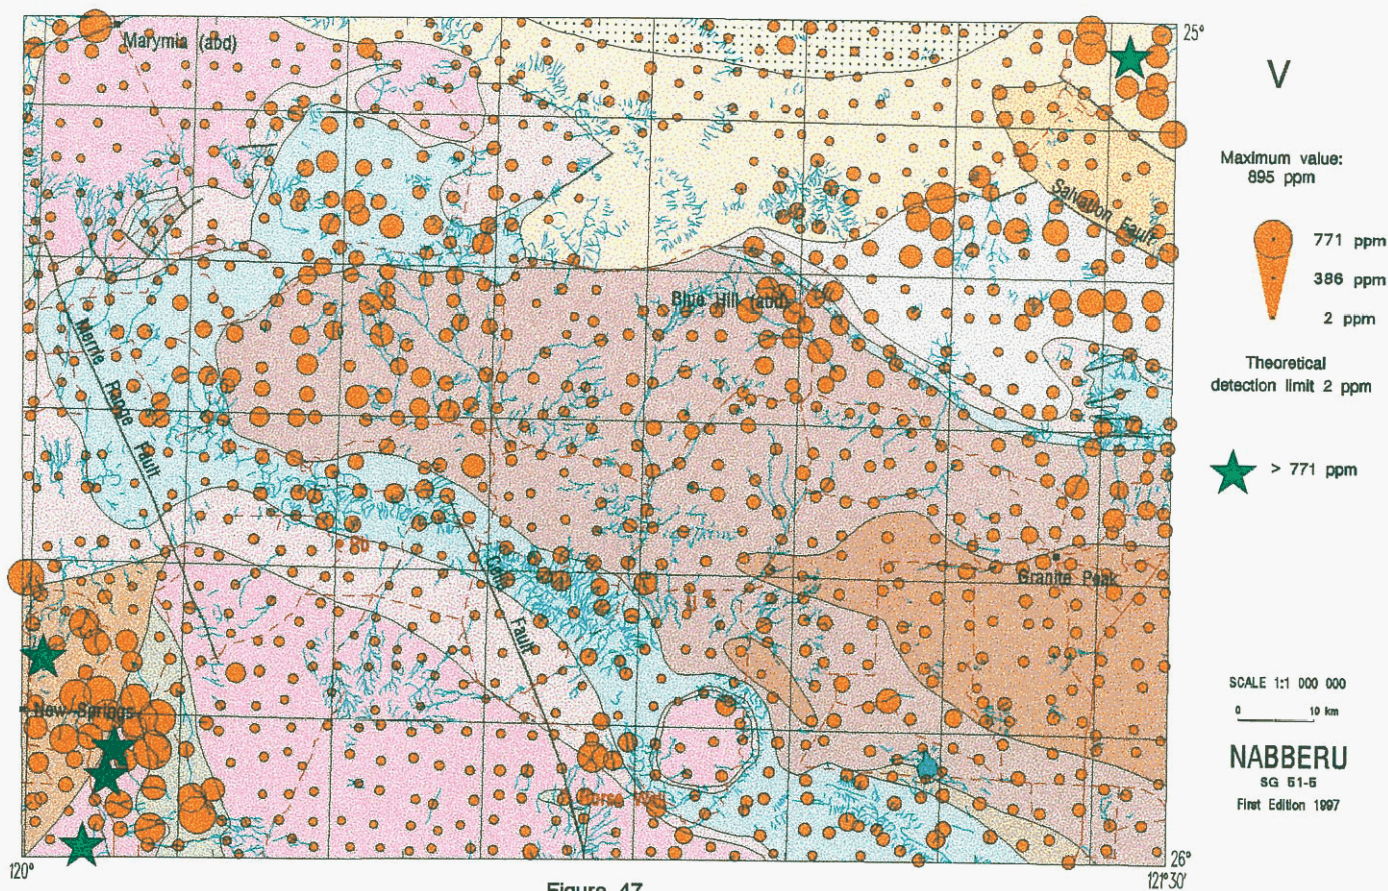 Marymia (abd)
25°
V
Maximum value:
895 ppm
771 ppm
386 ppm
2 ppm
Theoretical
detection limit 2 ppm
> 771 ppm
Salvation Fault
Blue Hill (abd)
Merrie Range Fault
Fault
Granite Peak
New Springs
SCALE 1:1 000 000
0 10 km
NABBERU
SG 51-5
First Edition 1997
120°
26°
121°30'
Figure 47